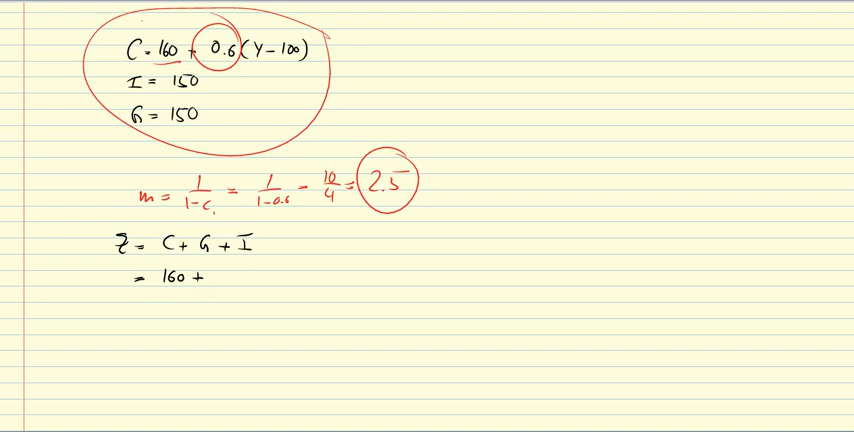 C = 160 + 0.6 (Y - 100)
I = 150
G = 150
m = 1/1-c₁ = 1/1-0.6 = 10/4 = 2.5
Z = C + G + I
= 160 +